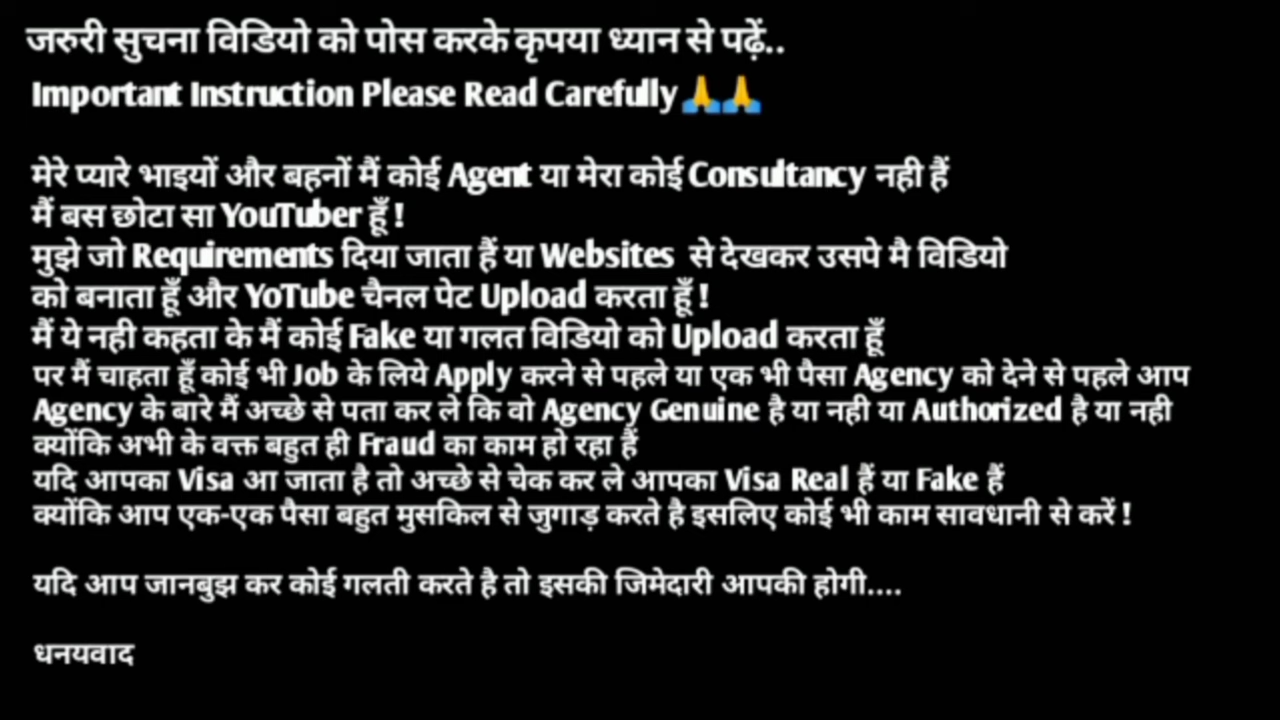 जरुरी सुचना विडियो को पोस करके कृपया ध्यान से पढ़ें..
Important Instruction Please Read Carefully🙏🙏
मेरे प्यारे भाइयों और बहनों मैं कोई Agent या मेरा कोई Consultancy नही हैं
मैं बस छोटा सा YouTuber हूँ !
मुझे जो Requirements दिया जाता हैं या Websites से देखकर उसपे मै विडियो
को बनाता हूँ और YoTube चैनल पेट Upload करता हूँ !
मैं ये नही कहता के मैं कोई Fake या गलत विडियो को Upload करता हूँ
पर मैं चाहता हूँ कोई भी Job के लिये Apply करने से पहले या एक भी पैसा Agency को देने से पहले आप
Agency के बारे मैं अच्छे से पता कर ले कि वो Agency Genuine है या नही या Authorized है या नही
क्योंकि अभी के वक्त बहुत ही Fraud का काम हो रहा हैं
यदि आपका Visa आ जाता है तो अच्छे से चेक कर ले आपका Visa Real हैं या Fake हैं
क्योंकि आप एक-एक पैसा बहुत मुसकिल से जुगाड़ करते है इसलिए कोई भी काम सावधानी से करें !
यदि आप जानबुझ कर कोई गलती करते है तो इसकी जिमेदारी आपकी होगी....
धनयवाद